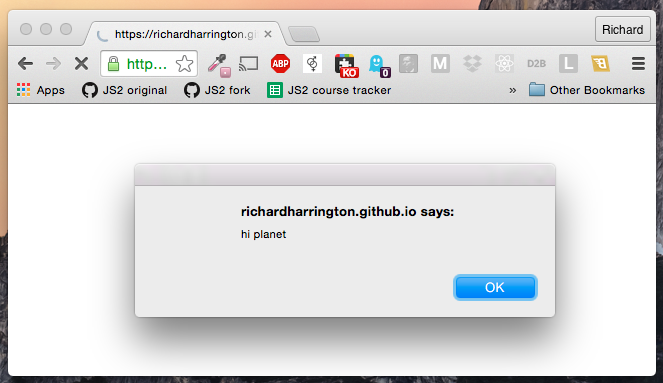 https://richardharrington.gi
Richard
http...
ABP
KO
0
M
D2B
L
Apps
JS2 original
JS2 fork
JS2 course tracker
»
Other Bookmarks
richardharrington.github.io says:
hi planet
OK